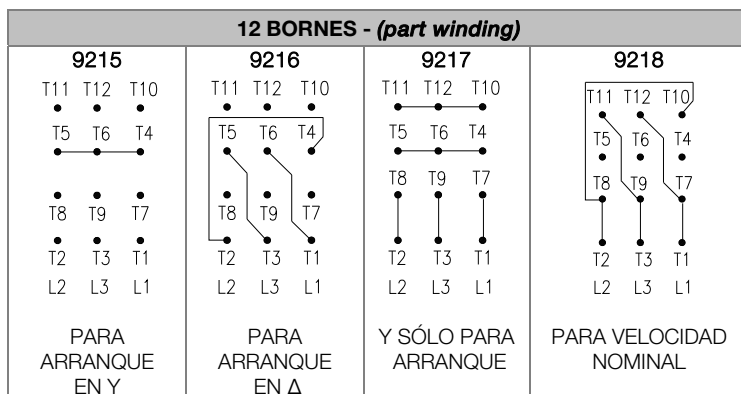 12 BORNES - (part winding)
9215
T11 T12 T10
T5 T6 T4
T8 T9 T7
T2 T3 T1
L2 L3 L1
PARA
ARRANQUE
EN Y
9216
T11 T12 T10
T5 T6 T4
T8 T9 T7
T2 T3 T1
L2 L3 L1
PARA
ARRANQUE
EN Δ
9217
T11 T12 T10
T5 T6 T4
T8 T9 T7
T2 T3 T1
L2 L3 L1
Y SÓLO PARA
ARRANQUE
9218
T11 T12 T10
T5 T6 T4
T8 T9 T7
T2 T3 T1
L2 L3 L1
PARA VELOCIDAD
NOMINAL